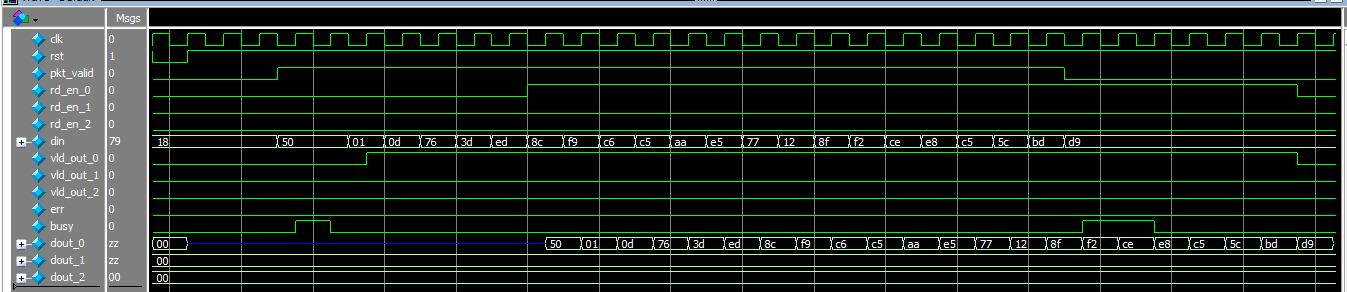 Msgs
clk 0
rst 1
pkt_valid 0
rd_en_0 0
rd_en_1 0
rd_en_2 0
din 79 18 50 01 0d 76 3d ed 8c f9 c6 c5 aa e5 77 12 8f f2 ce e8 c5 5c bd d9
vld_out_0 0
vld_out_1 0
vld_out_2 0
err 0
busy 0
dout_0 zz 00 50 01 0d 76 3d ed 8c f9 c6 c5 aa e5 77 12 8f f2 ce e8 c5 5c bd d9
dout_1 zz 00
dout_2 00 00